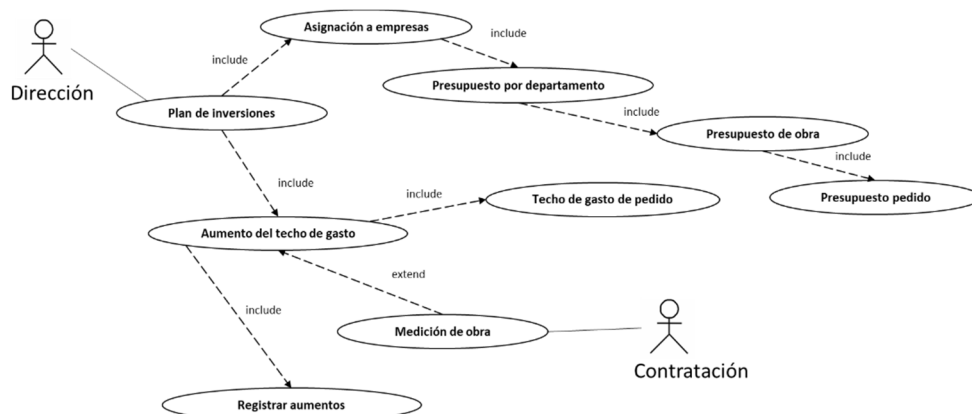 Asignación a empresas
include
include
Dirección
Presupuesto por departamento
Plan de inversiones
include
Presupuesto de obra
include
include
include
Techo de gasto de pedido
Presupuesto pedido
Aumento del techo de gasto
extend
include
Medición de obra
Contratación
Registrar aumentos